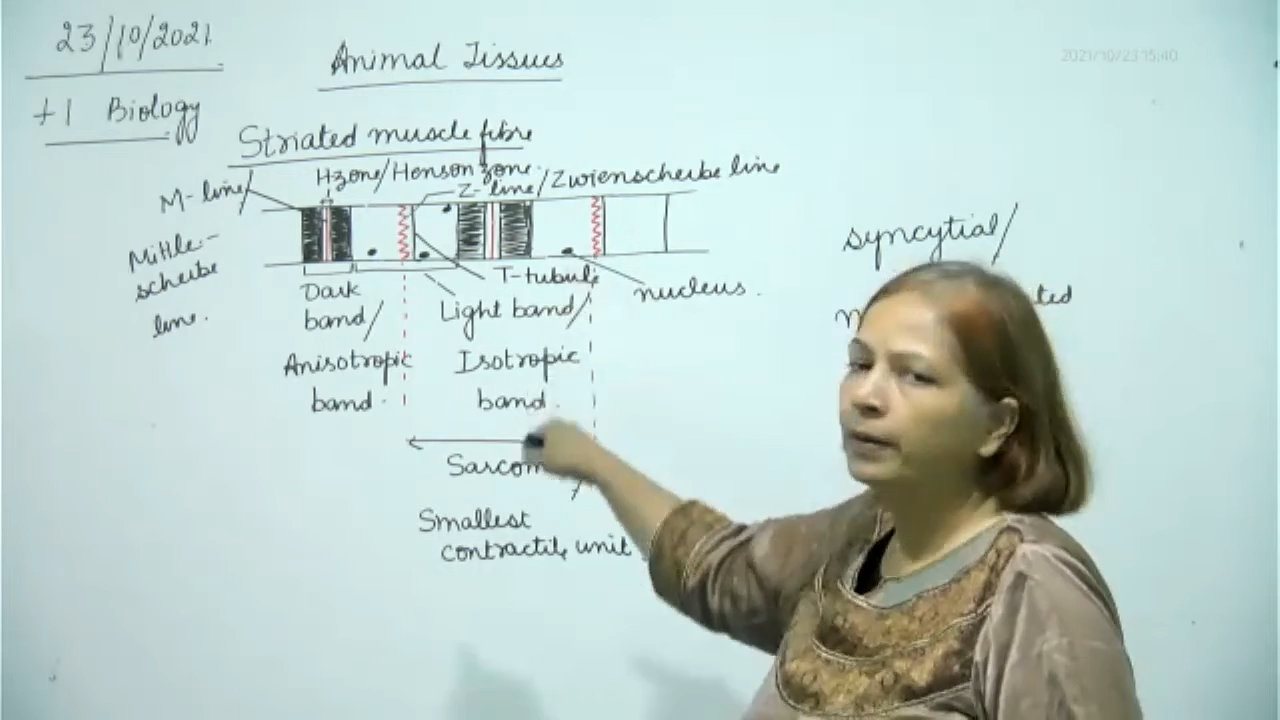 23/10/2021
2021/10/23 15:40
Animal Tissues
+1 Biology
Striated muscle fibre
H zone/Henson zone.
M-line/
Z-line/Zwienscheibe line
Mittle-
scheibe
line.
syncytial/
T-tubule
nucleus.
Dark
band/
Light band/
Anisotropic
band.
Isotropic
band.
Smallest
contractile unit